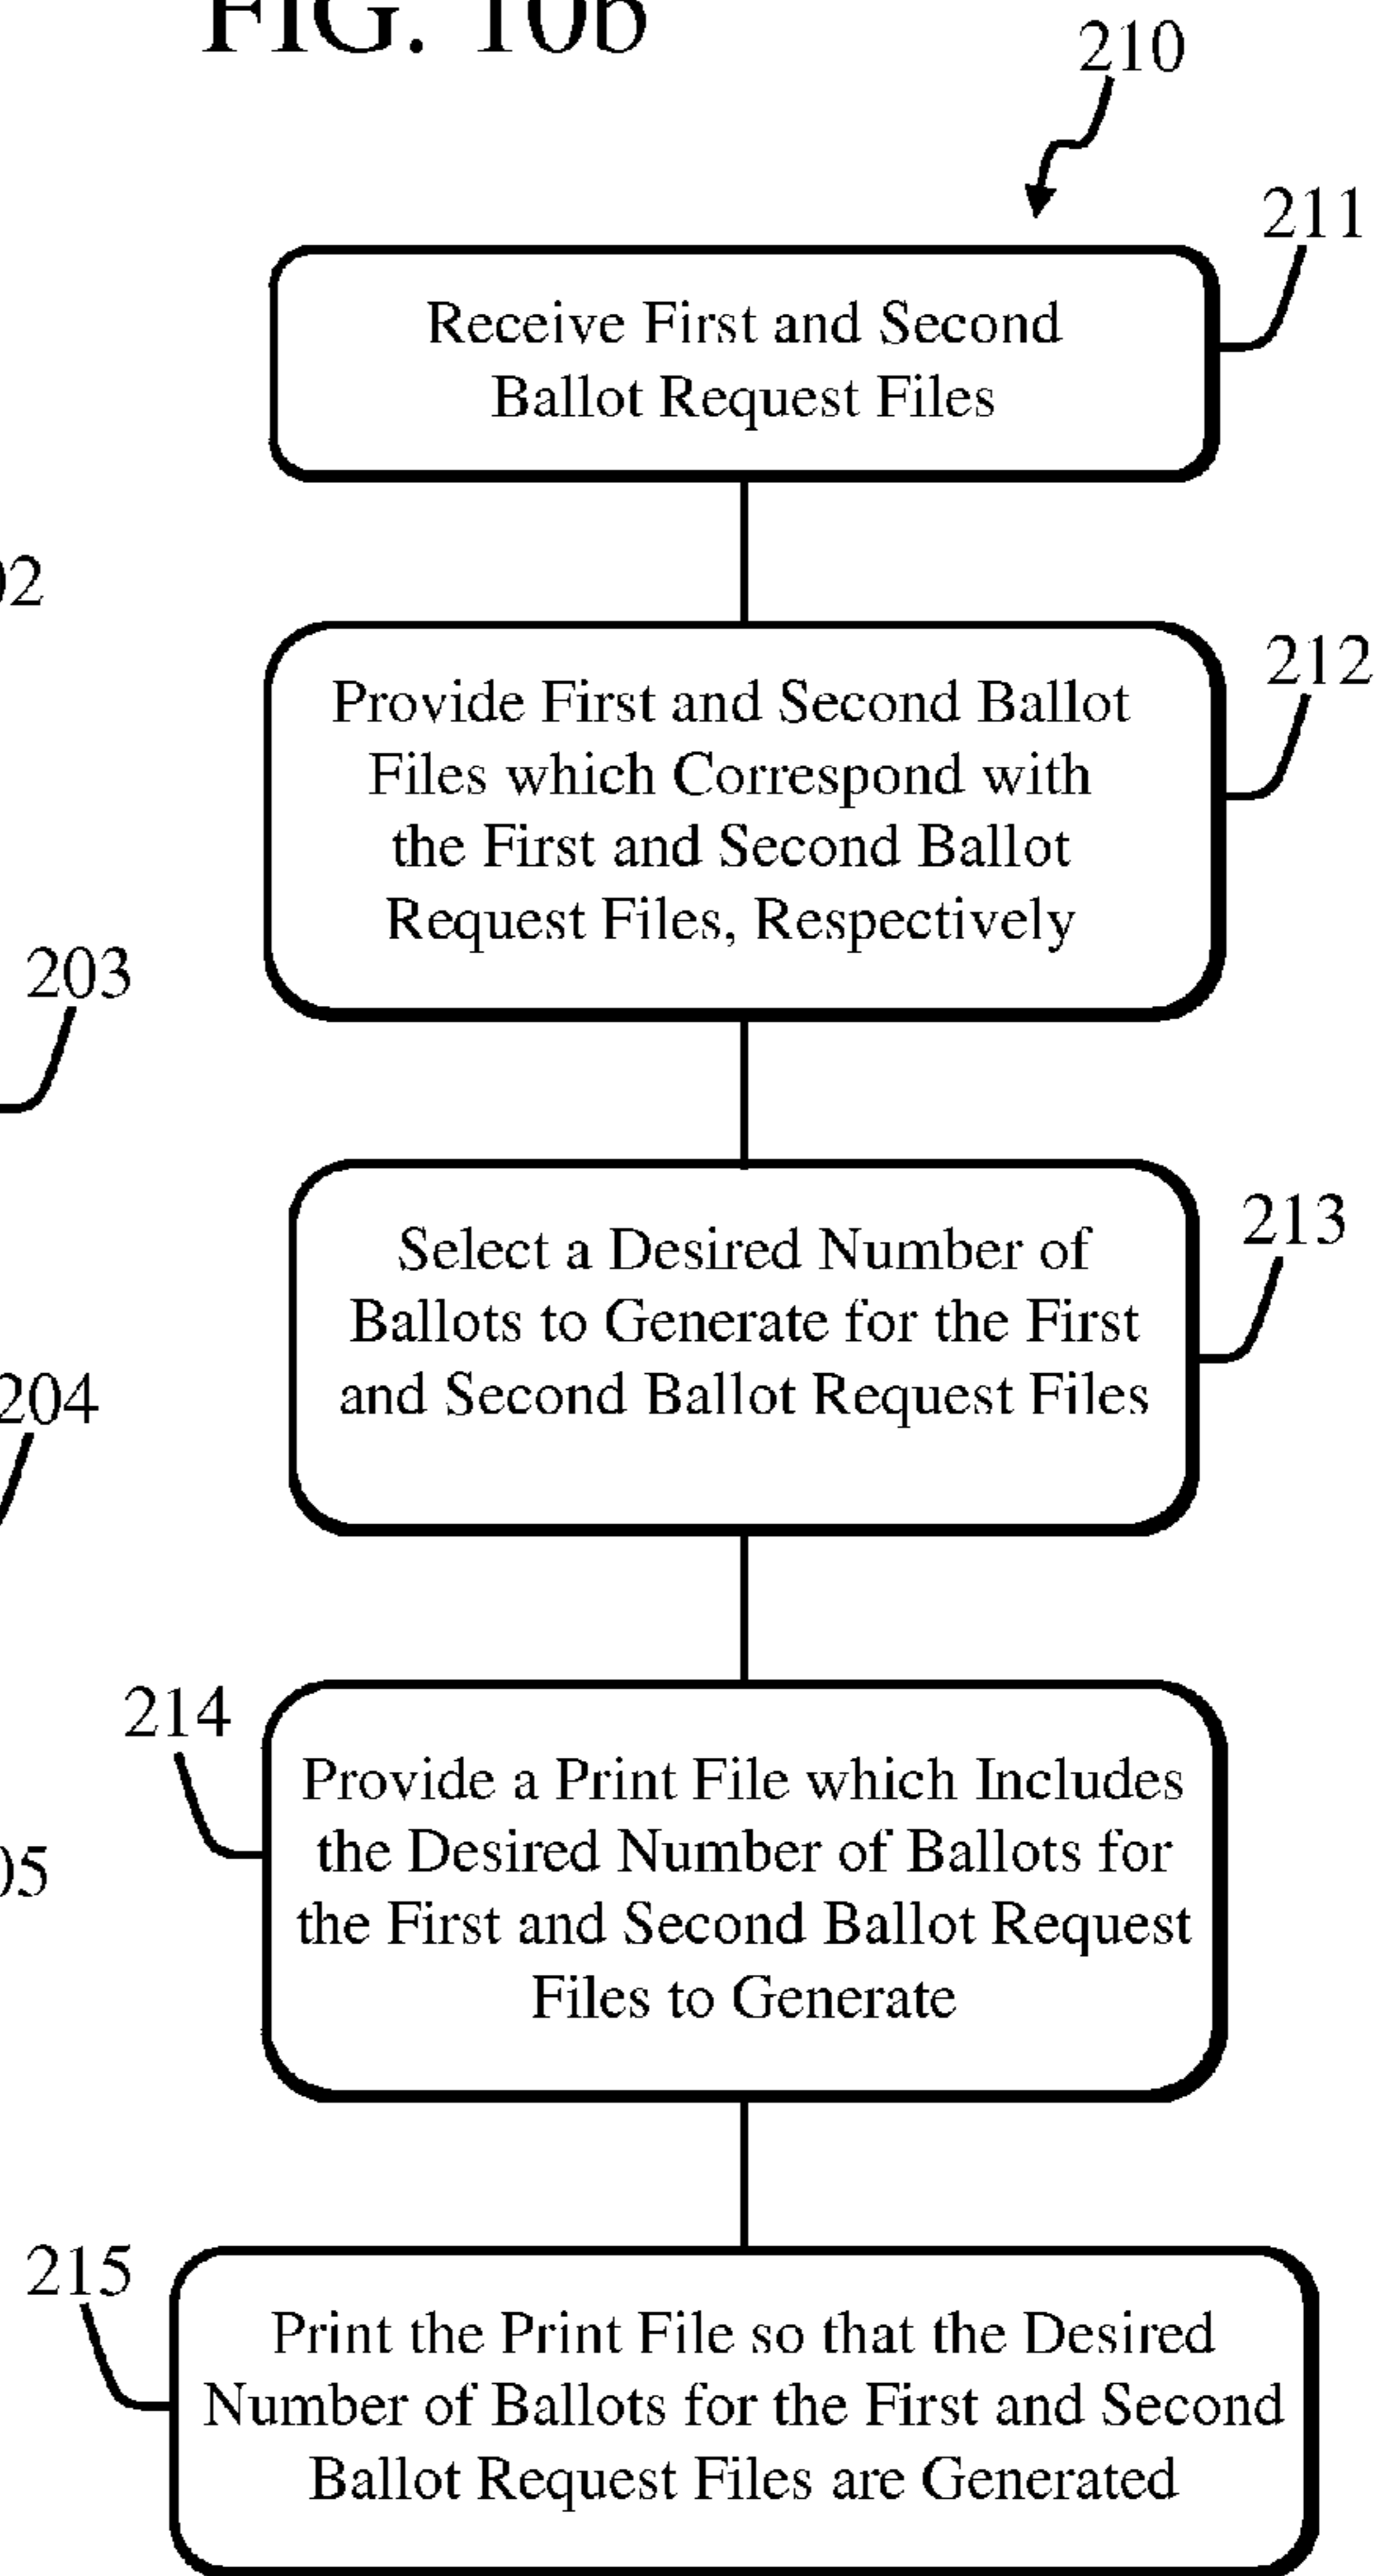 FIG. 10b
210
211
Receive First and Second
Ballot Request Files
02
212
Provide First and Second Ballot
Files which Correspond with
the First and Second Ballot
Request Files, Respectively
203
213
Select a Desired Number of
Ballots to Generate for the First
and Second Ballot Request Files
204
214
Provide a Print File which Includes
the Desired Number of Ballots for
the First and Second Ballot Request
Files to Generate
05
215
Print the Print File so that the Desired
Number of Ballots for the First and Second
Ballot Request Files are Generated